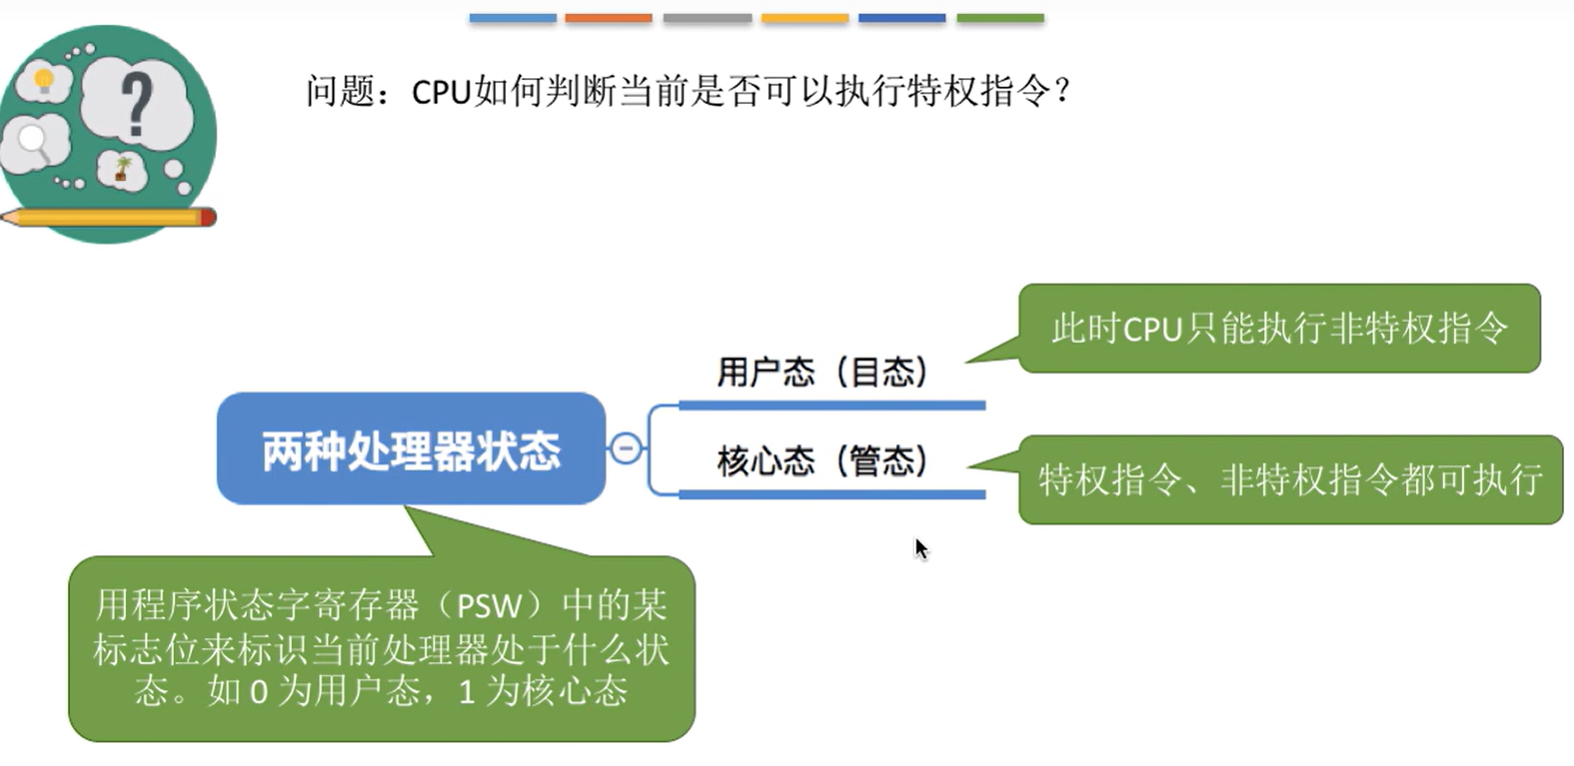 问题：CPU如何判断当前是否可以执行特权指令？
此时CPU只能执行非特权指令
用户态（目态）
两种处理器状态
核心态（管态）
特权指令、非特权指令都可执行
用程序状态字寄存器（PSW）中的某
标志位来标识当前处理器处于什么状
态。如 0 为用户态，1 为核心态